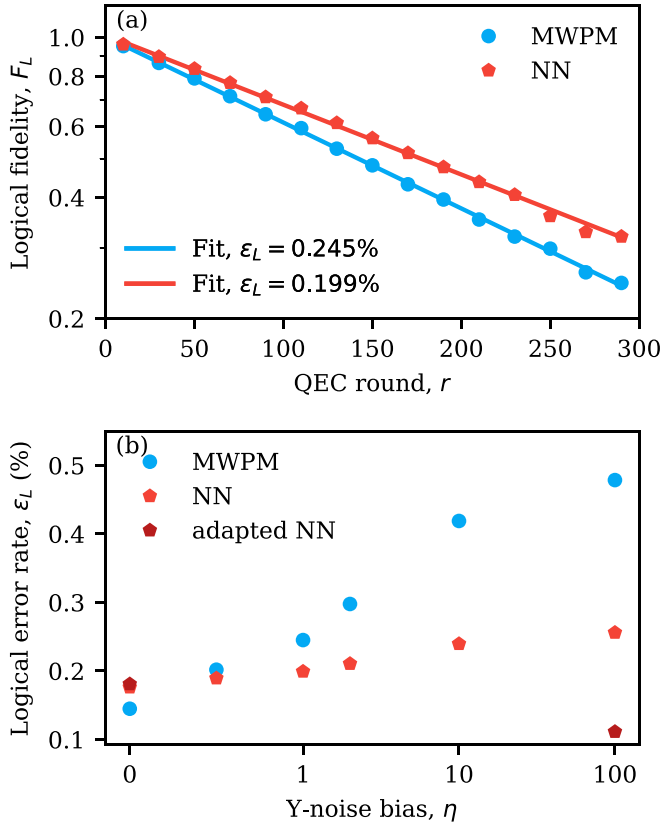 (a)
MWPM
NN
Fit, ε_L = 0.245%
Fit, ε_L = 0.199%
Logical fidelity, F_L
1.0
0.8
0.6
0.4
0.2
0 50 100 150 200 250 300
QEC round, r
(b)
MWPM
NN
adapted NN
Logical error rate, ε_L (%)
0.5
0.4
0.3
0.2
0.1
0 1 10 100
Y-noise bias, η